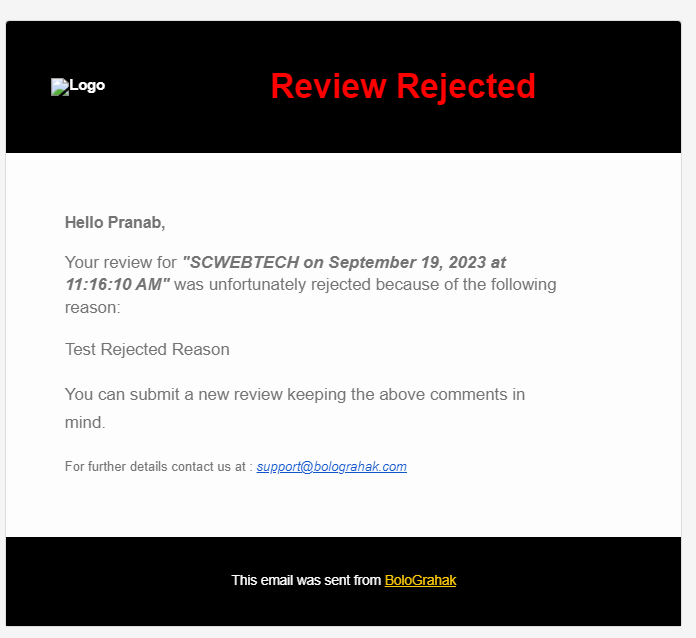 Logo
Review Rejected
Hello Pranab,
Your review for "SCWEBTECH on September 19, 2023 at
11:16:10 AM" was unfortunately rejected because of the following
reason:
Test Rejected Reason
You can submit a new review keeping the above comments in
mind.
For further details contact us at : support@bolograhak.com
This email was sent from BoloGrahak